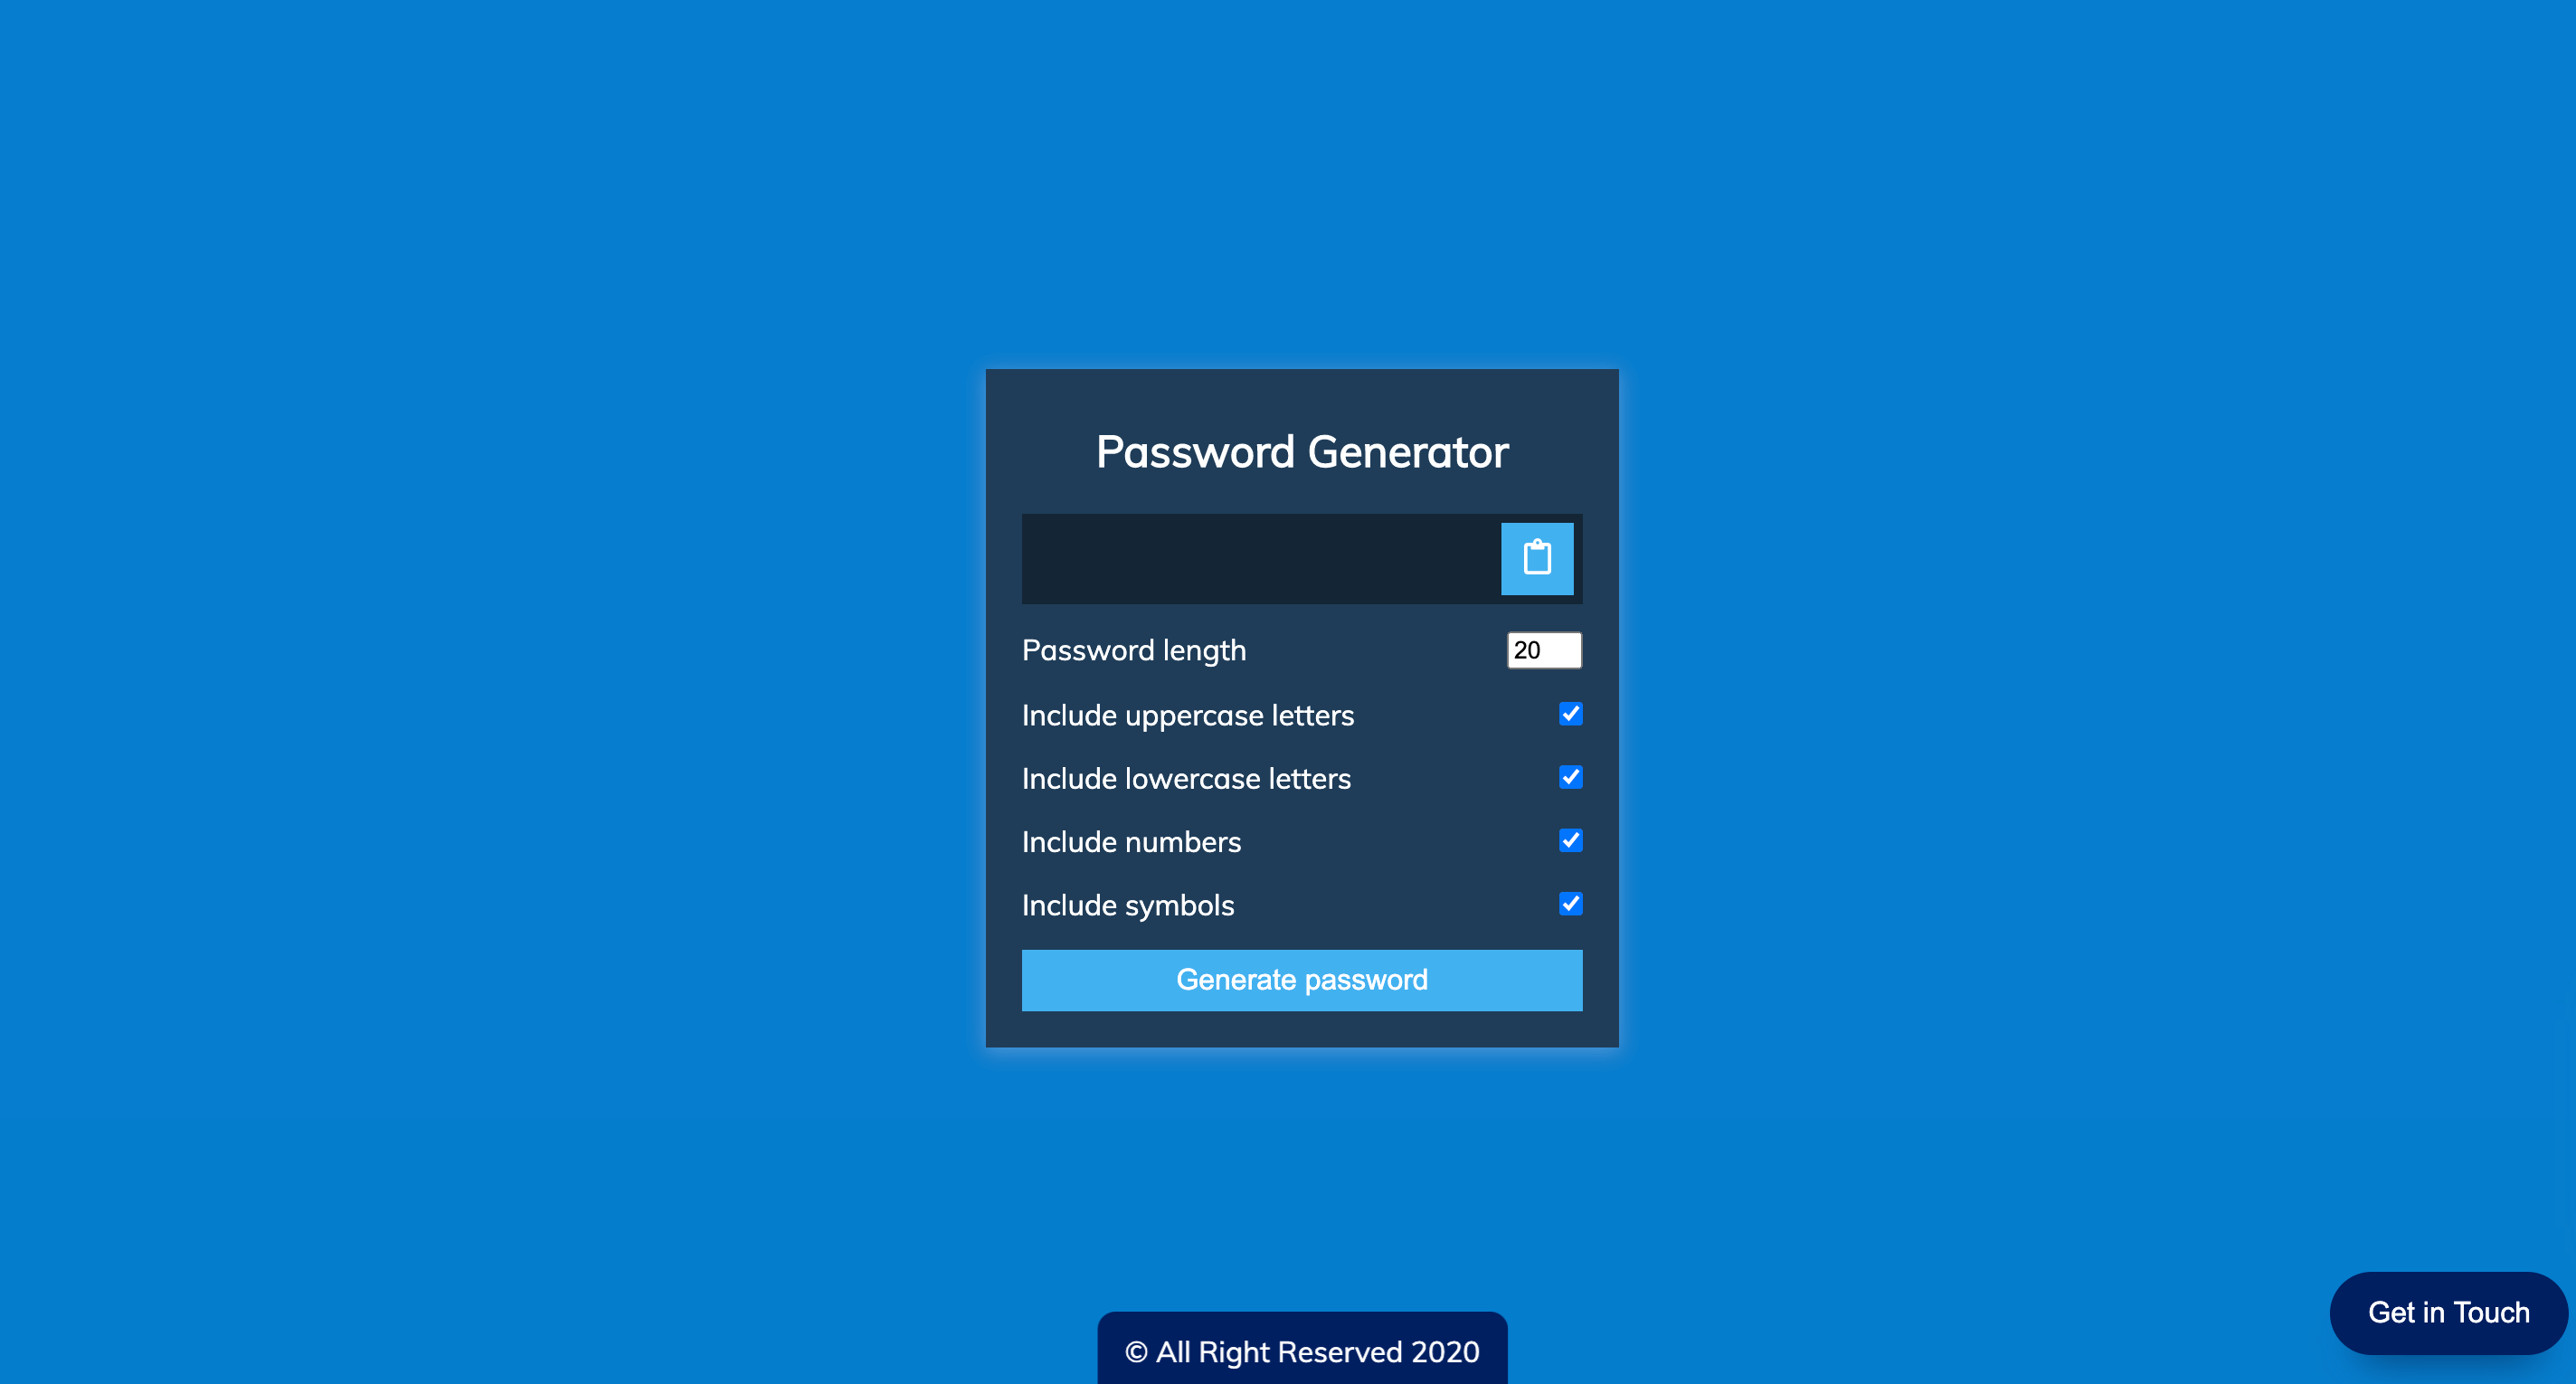 Password Generator
Password length
20
Include uppercase letters
Include lowercase letters
Include numbers
Include symbols
Generate password
Get in Touch
© All Right Reserved 2020